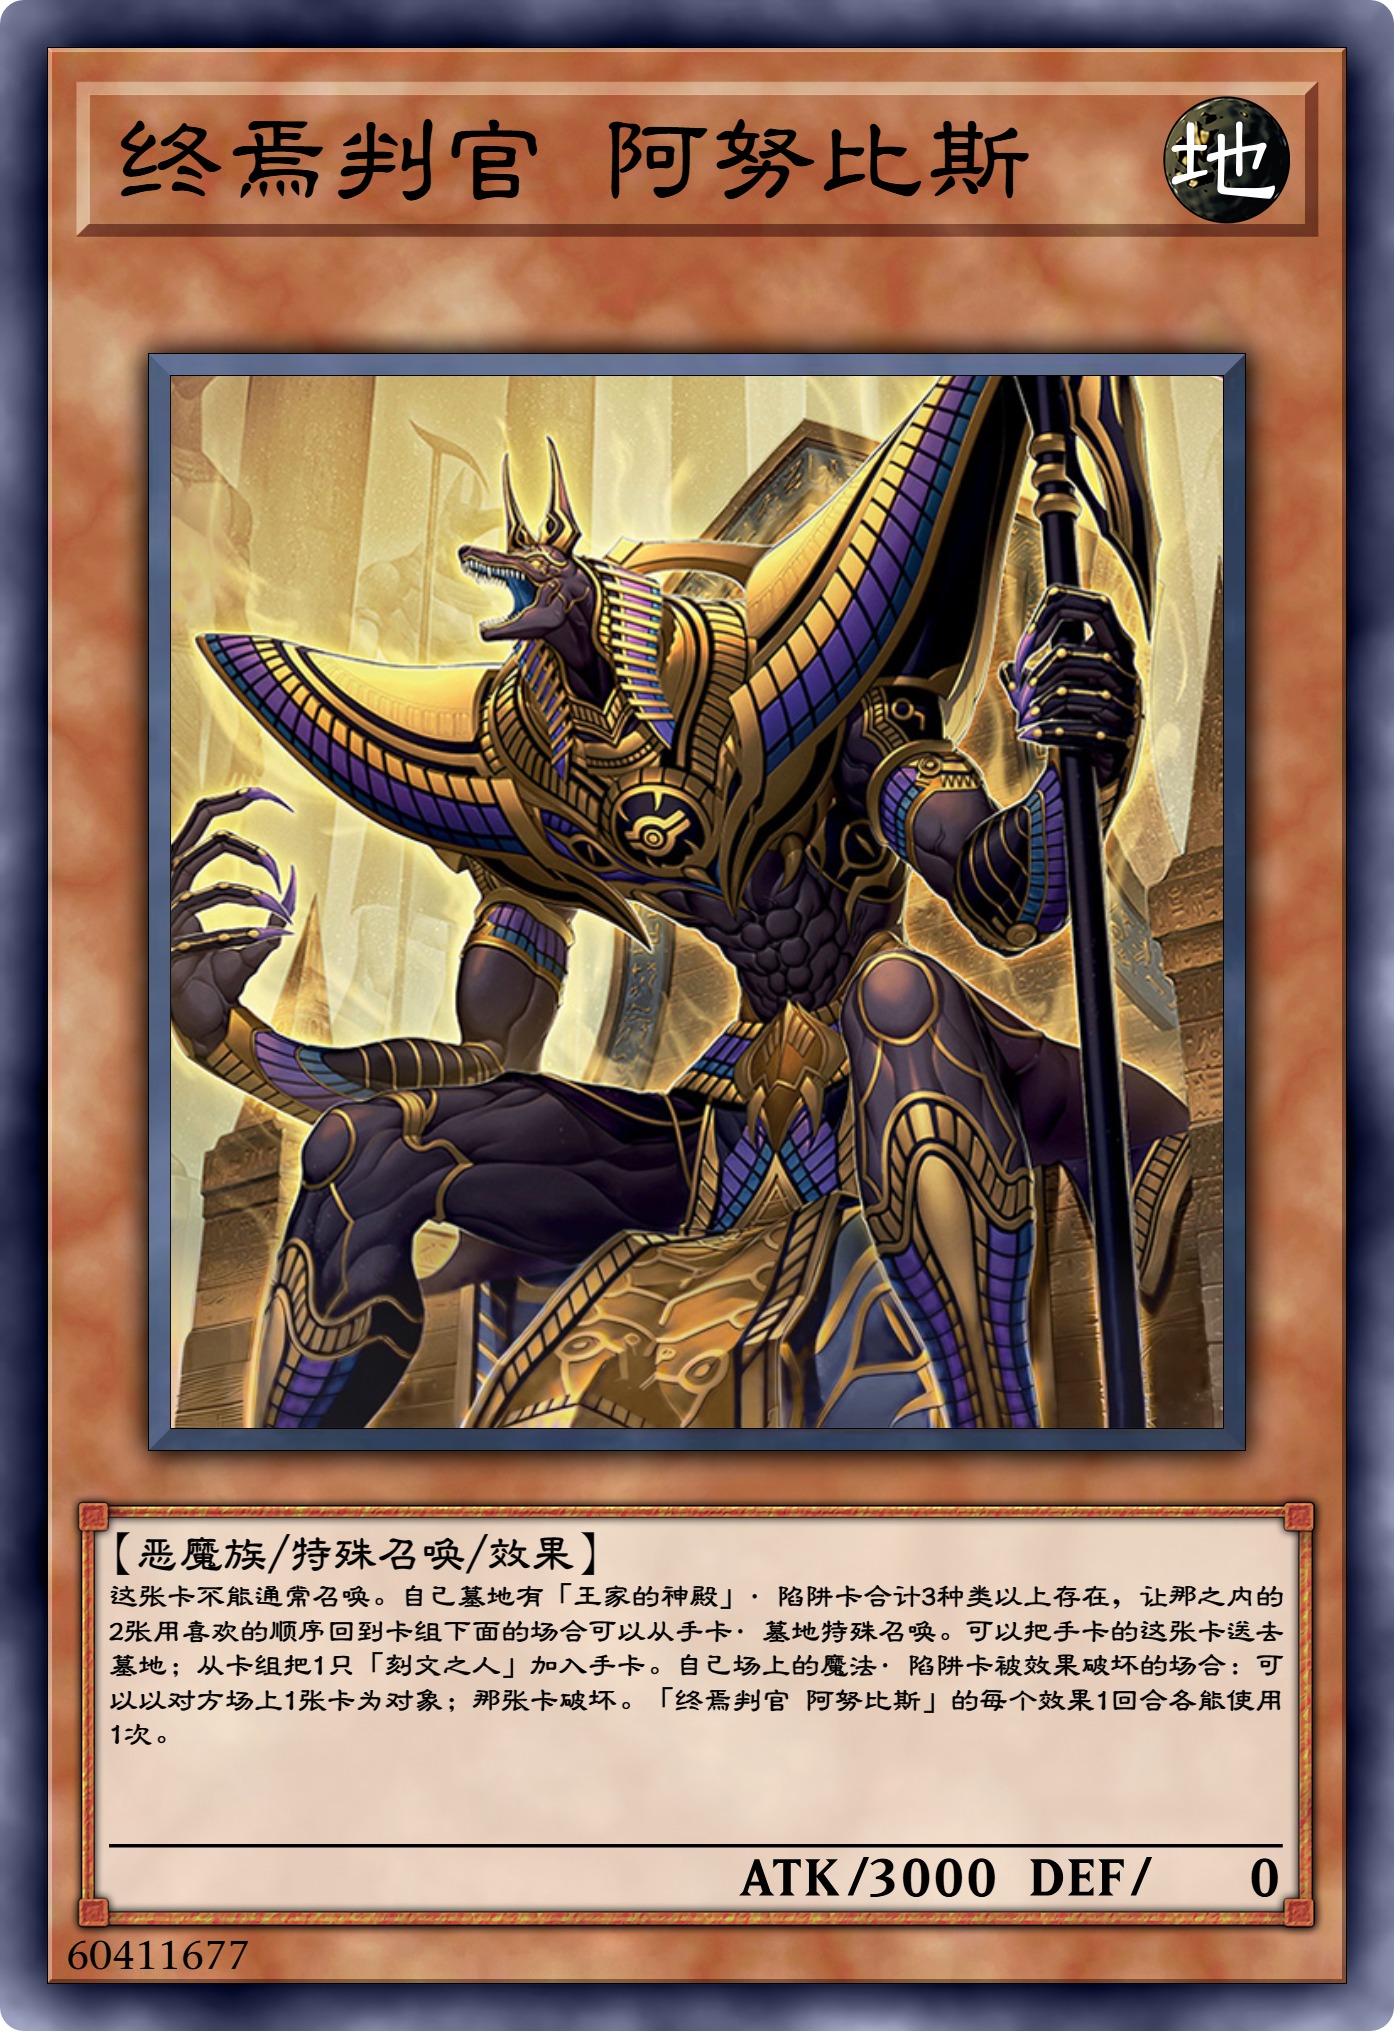 终焉判官 阿努比斯
地
【恶魔族/特殊召唤/效果】
这张卡不能通常召唤。自己墓地有「王家的神殿」·陷阱卡合计3种类以上存在，让那之内的
2张用喜欢的顺序回到卡组下面的场合可以从手卡·墓地特殊召唤。可以把手卡的这张卡送去
墓地；从卡组把1只「刻文之人」加入手卡。自己场上的魔法·陷阱卡被效果破坏的场合：可
以以对方场上1张卡为对象；那张卡破坏。「终焉判官 阿努比斯」的每个效果1回合各能使用
1次。
ATK/3000 DEF/ 0
60411677